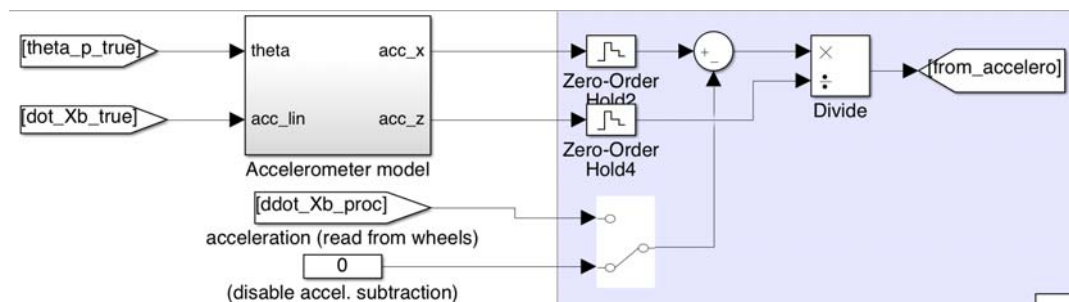 [theta_p_true]
theta
acc_x
[dot_Xb_true]
acc_lin
acc_z
Accelerometer model
Zero-Order
Hold2
Zero-Order
Hold4
+
−
×
÷
Divide
[from_accelero]
[ddot_Xb_proc]
acceleration (read from wheels)
0
(disable accel. subtraction)